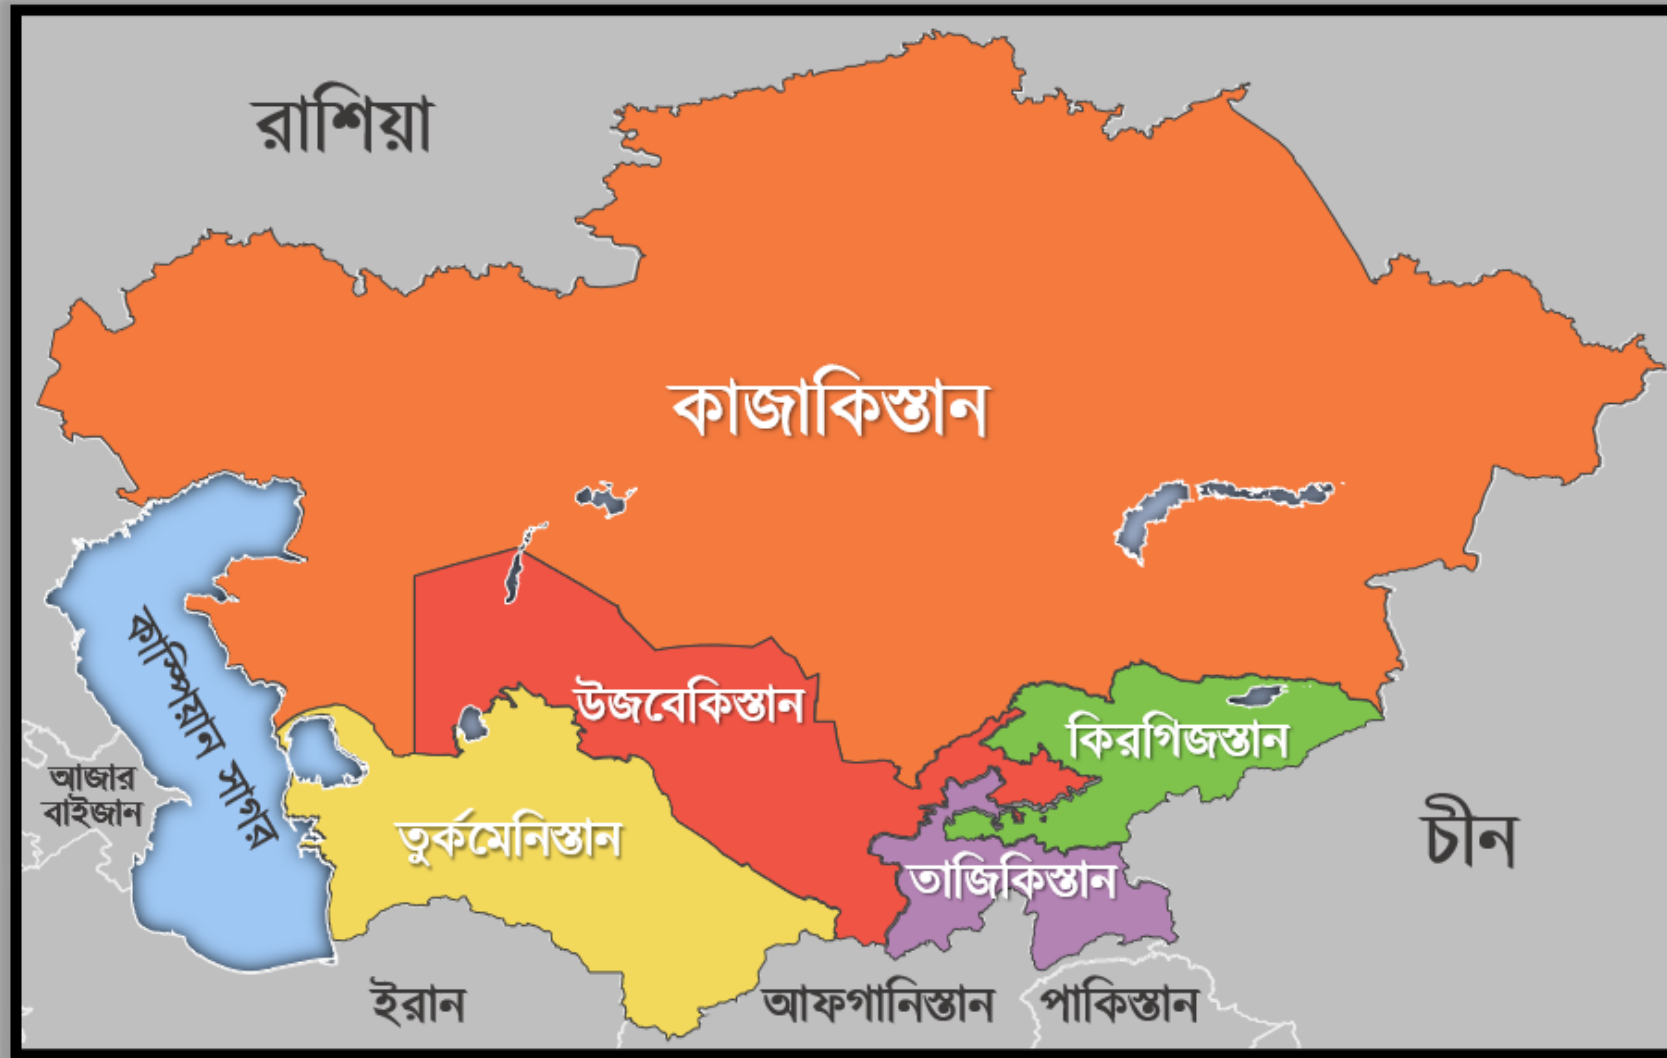 রাশিয়া
কাজাকিস্তান
কাস্পিয়ান সাগর
উজবেকিস্তান
কিরগিজস্তান
আজার
বাইজান
তুর্কমেনিস্তান
চীন
তাজিকিস্তান
ইরান
আফগানিস্তান
পাকিস্তান